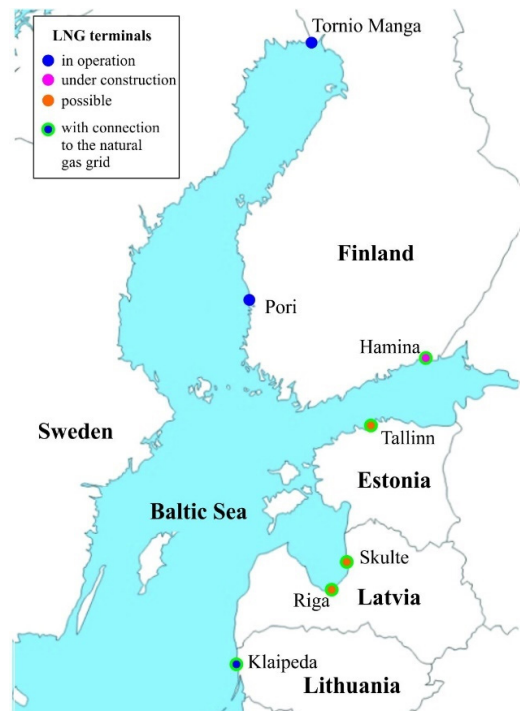 Tornio Manga
LNG terminals
in operation
under construction
possible
with connection
to the natural
gas grid
Finland
Pori
Hamina
Sweden
Tallinn
Estonia
Baltic Sea
Skulte
Riga
Latvia
Klaipeda
Lithuania